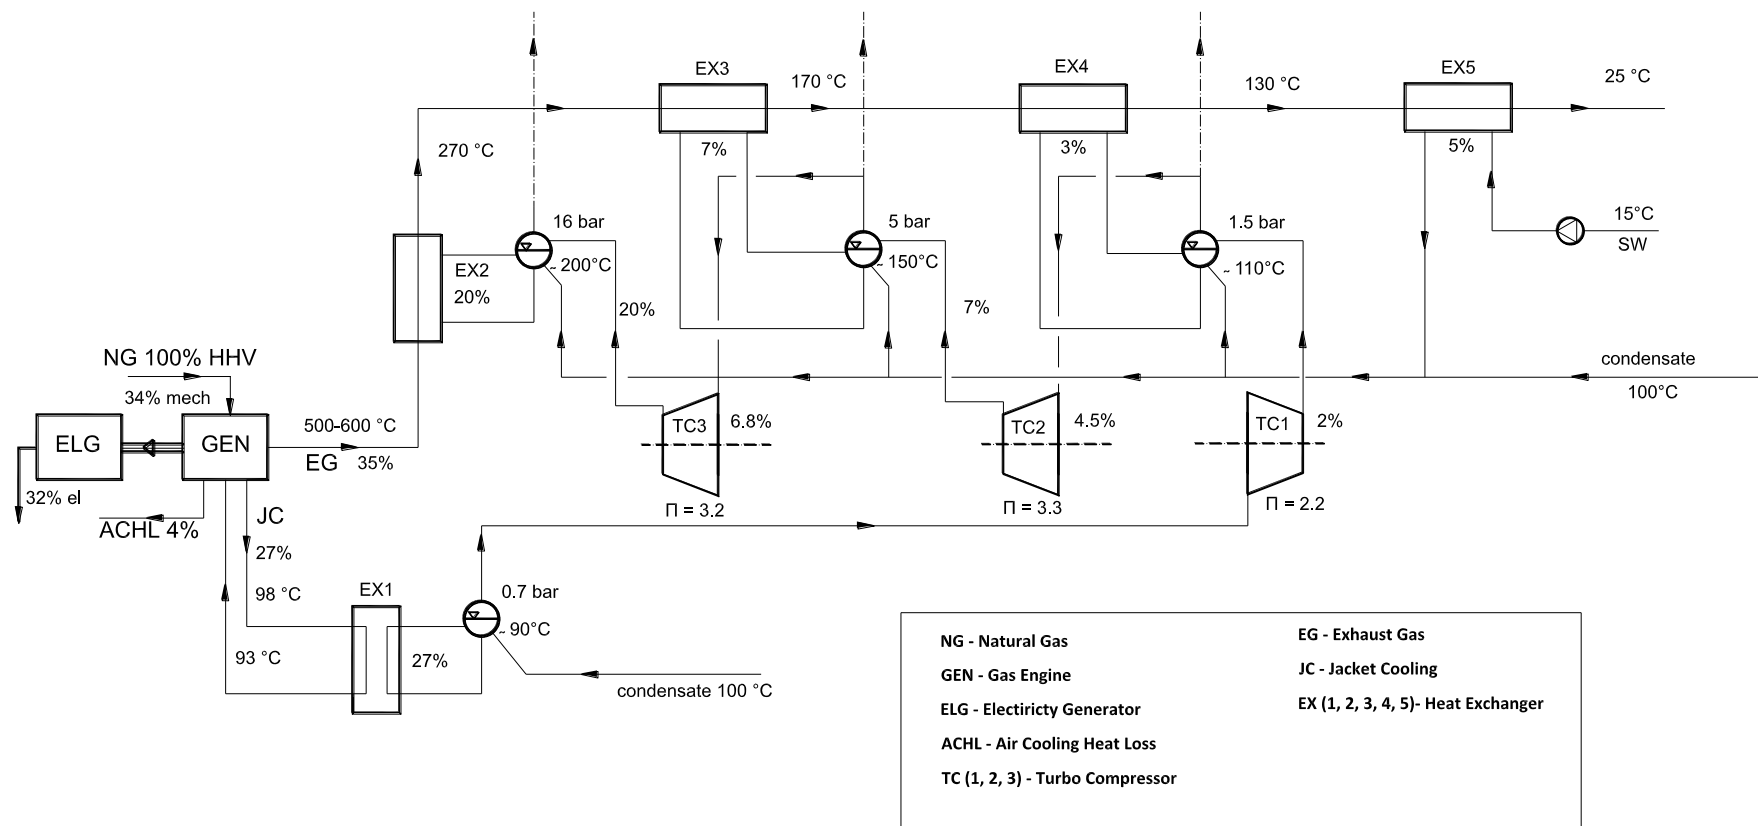 EX3
170 °C
EX4
130 °C
EX5
25 °C
270 °C
7%
3%
5%
16 bar
5 bar
1.5 bar
15°C
SW
~ 200°C
~ 150°C
~ 110°C
EX2
20%
20%
7%
NG 100% HHV
condensate
100°C
34% mech
ELG
GEN
500-600 °C
EG
35%
TC3
6.8%
TC2
4.5%
TC1
2%
32% el
ACHL 4%
JC
Π = 3.2
Π = 3.3
Π = 2.2
27%
98 °C
EX1
0.7 bar
~ 90°C
93 °C
27%
condensate 100 °C
NG - Natural Gas
GEN - Gas Engine
ELG - Electiricty Generator
ACHL - Air Cooling Heat Loss
TC (1, 2, 3) - Turbo Compressor
EG - Exhaust Gas
JC - Jacket Cooling
EX (1, 2, 3, 4, 5)- Heat Exchanger